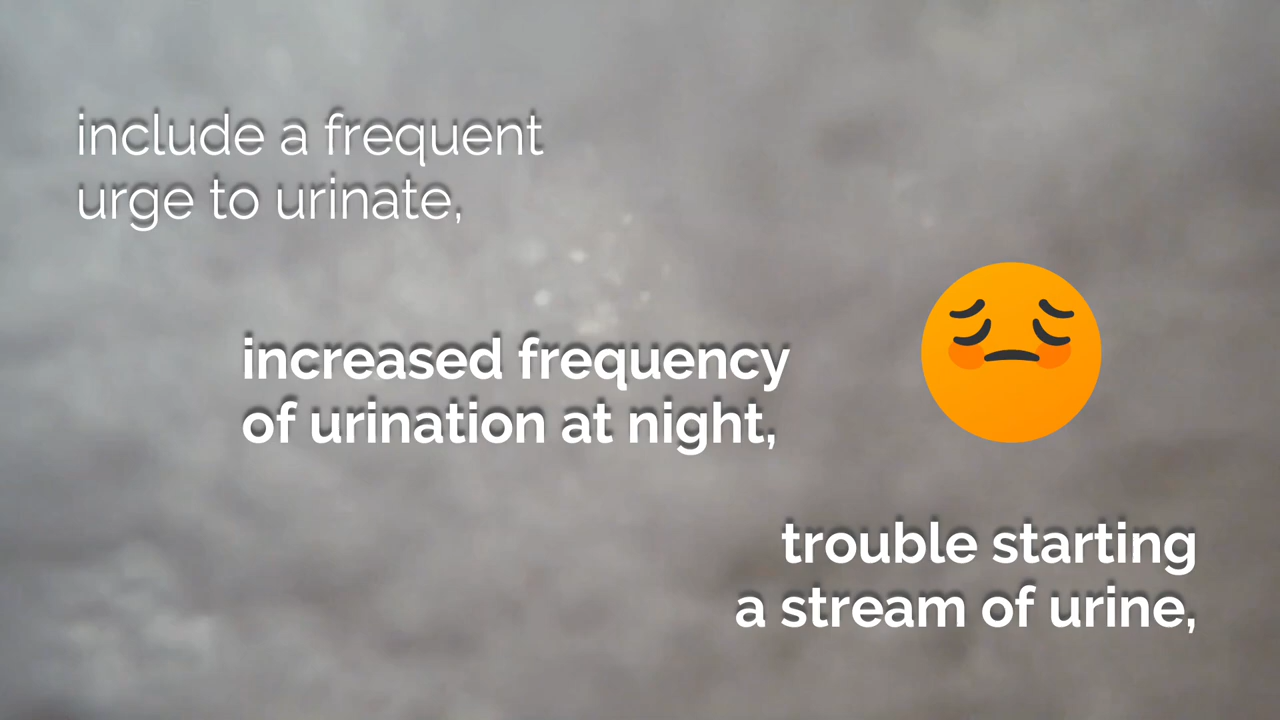 include a frequent
urge to urinate,
increased frequency
of urination at night,
trouble starting
a stream of urine,